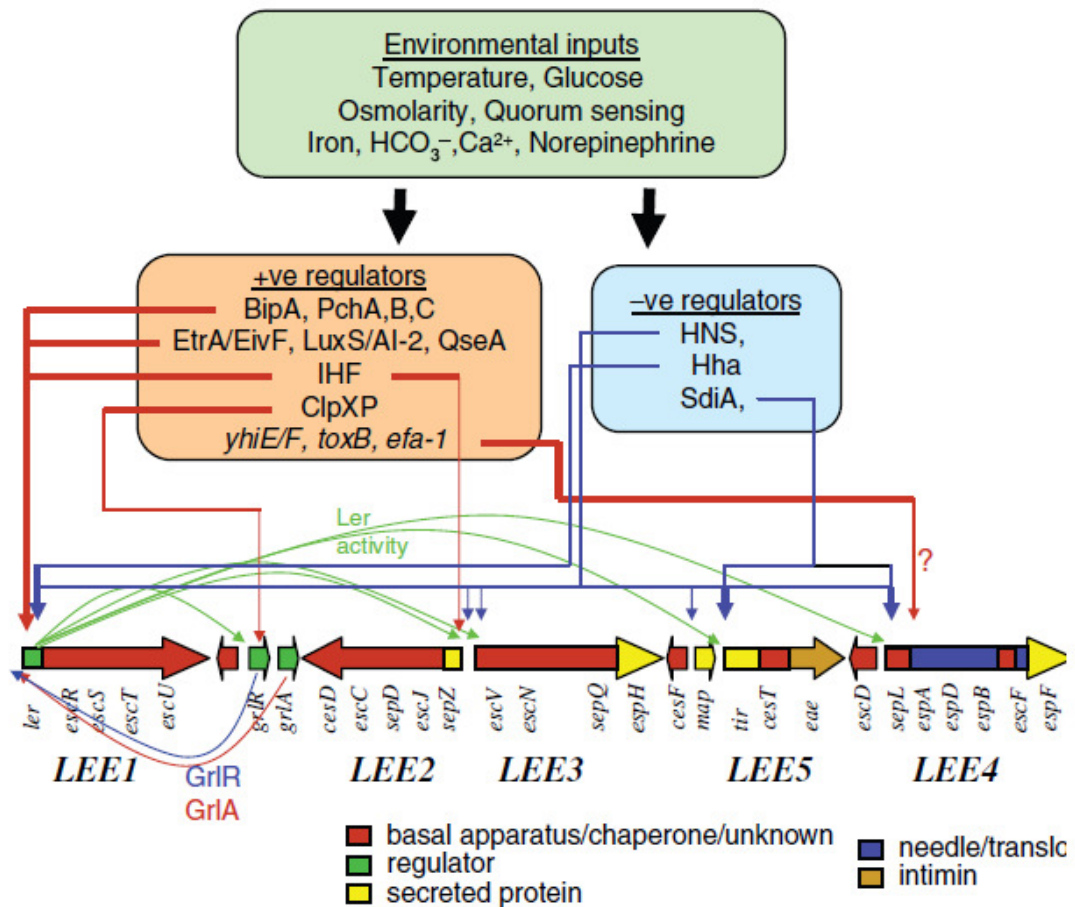 Environmental inputs
Temperature, Glucose
Osmolarity, Quorum sensing
Iron, HCO₃⁻,Ca²⁺, Norepinephrine
+ve regulators
BipA, PchA,B,C
EtrA/EivF, LuxS/AI-2, QseA
IHF
ClpXP
yhiE/F, toxB, efa-1
–ve regulators
HNS,
Hha
SdiA,
Ler
activity
?
ler
escR
escS
escT
escU
grlR
grlA
cesD
escC
sepD
escJ
sepZ
escV
escN
sepQ
espH
cesF
map
tir
cesT
eae
escD
sepL
espA
espD
espB
escF
espF
LEE1
LEE2
LEE3
LEE5
LEE4
GrlR
GrlA
basal apparatus/chaperone/unknown
regulator
secreted protein
needle/translo
intimin